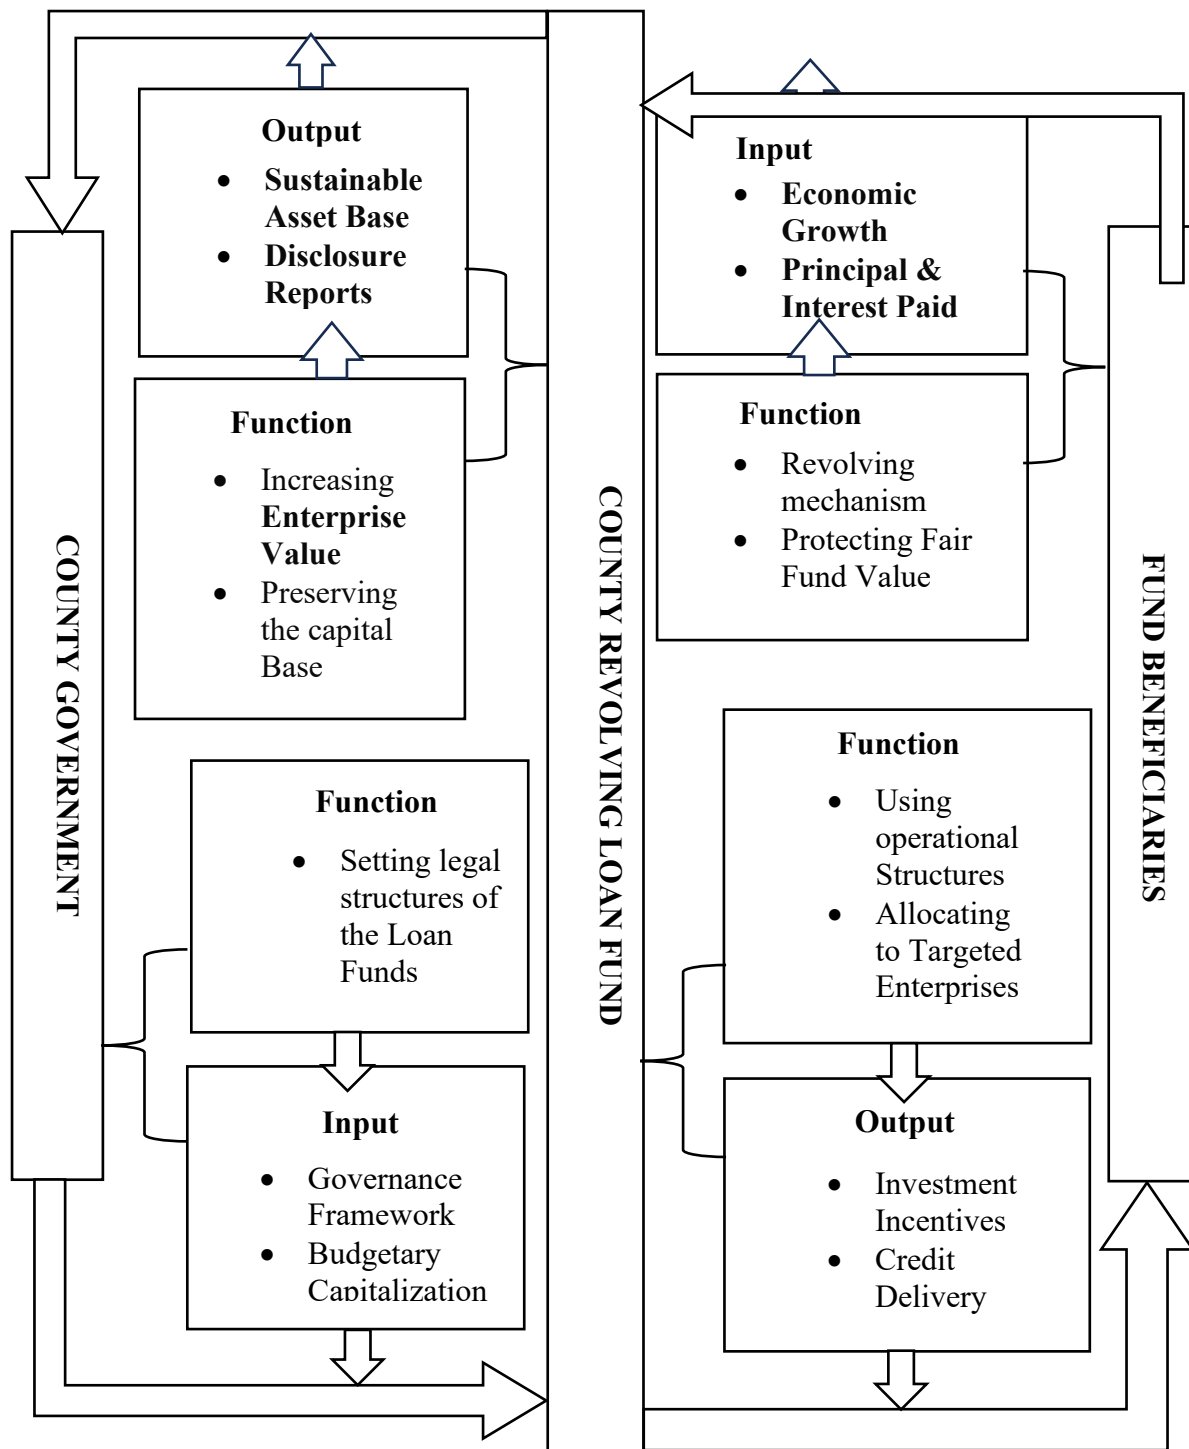 COUNTY GOVERNMENT
Output
• Sustainable
Asset Base
• Disclosure
Reports
Function
• Increasing
Enterprise
Value
• Preserving
the capital
Base
Function
• Setting legal
structures of
the Loan
Funds
Input
• Governance
Framework
• Budgetary
Capitalization
COUNTY REVOLVING LOAN FUND
Input
• Economic
Growth
• Principal &
Interest Paid
Function
• Revolving
mechanism
• Protecting Fair
Fund Value
Function
• Using
operational
Structures
• Allocating
to Targeted
Enterprises
Output
• Investment
Incentives
• Credit
Delivery
FUND BENEFICIARIES